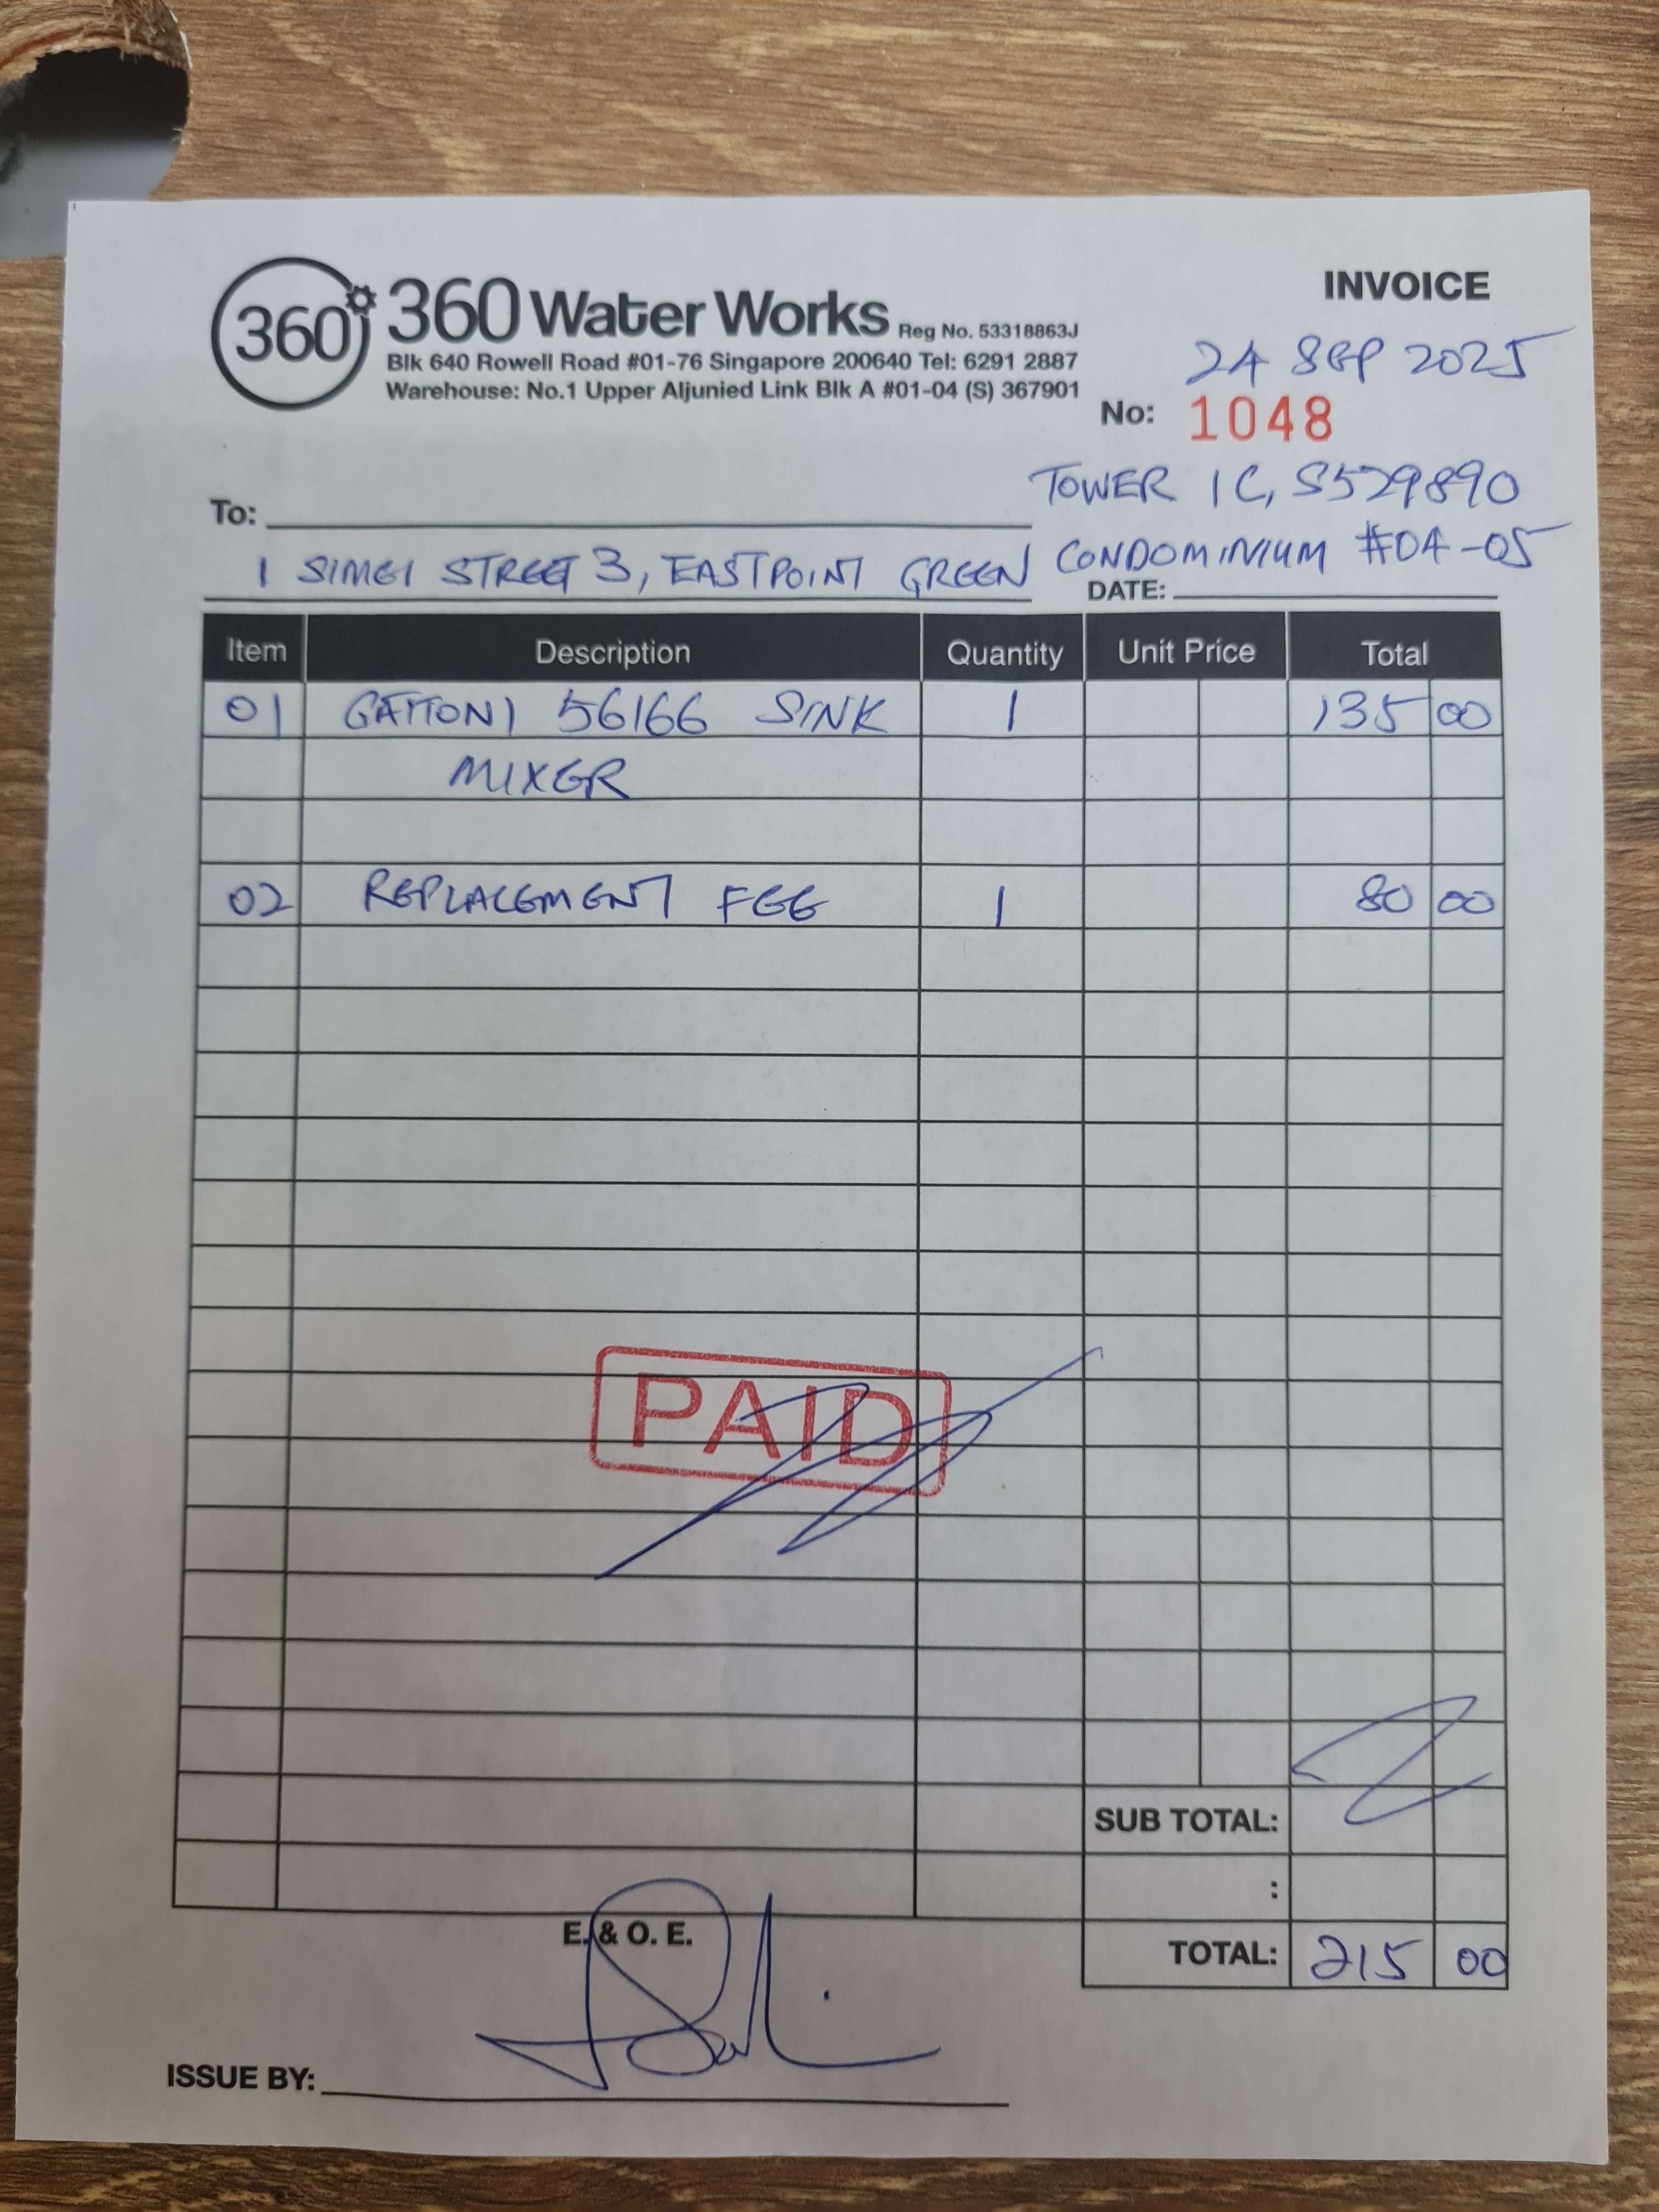 360° 360 Water Works Reg No. 53318863J
Blk 640 Rowell Road #01-76 Singapore 200640 Tel: 6291 2887
Warehouse: No.1 Upper Aljunied Link Blk A #01-04 (S) 367901
INVOICE
24 SEP 2025
No: 1048
TOWER 1C, S529890
To:
1 SIMEI STREET 3, EASTPOINT GREEN CONDOMINIUM #04-05
DATE:
Item Description Quantity Unit Price Total
01 GATTONI 56166 SINK 1 135 00
MIXER
02 REPLACEMENT FEE 1 80 00
PAID
SUB TOTAL:
:
E. & O. E.
TOTAL: 215 00
ISSUE BY: